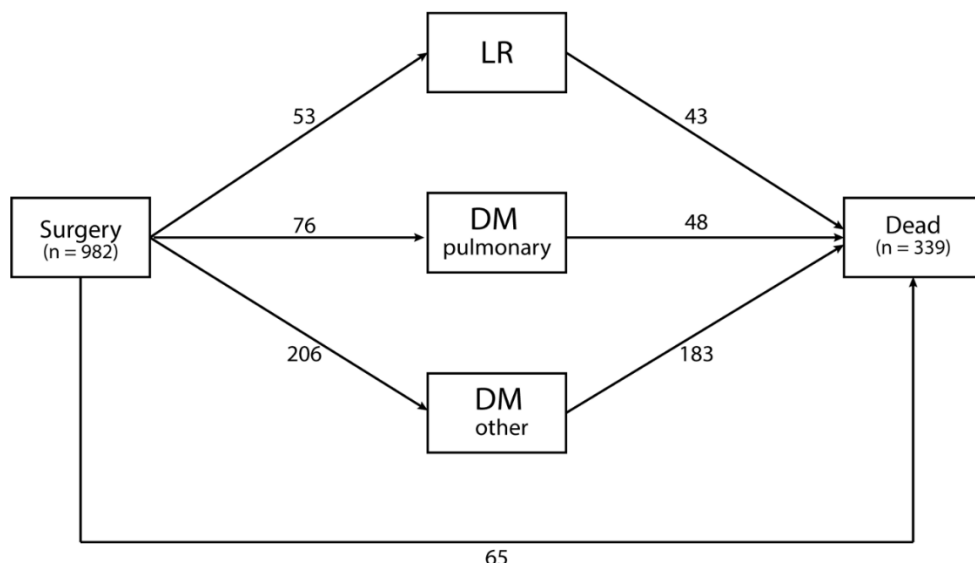 LR
53
43
Surgery
(n = 982)
76
DM
pulmonary
48
Dead
(n = 339)
206
183
DM
other
65